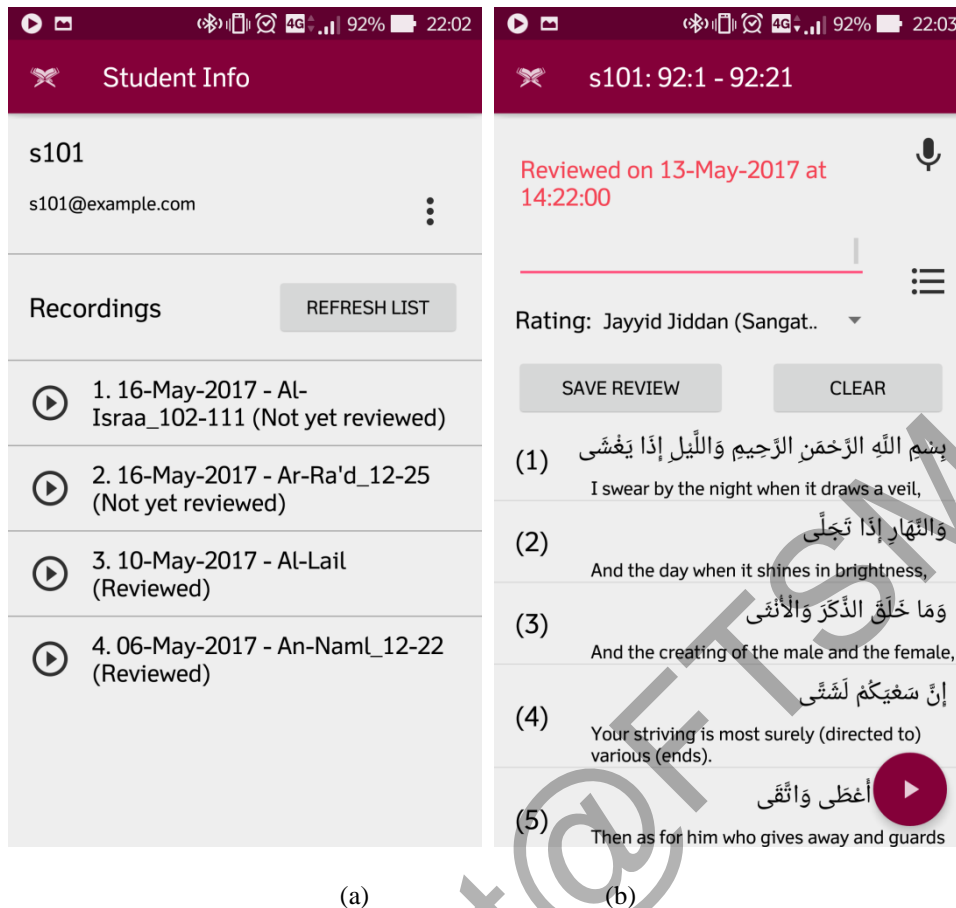 92% 22:02
Student Info
s101
s101@example.com
Recordings
REFRESH LIST
1. 16-May-2017 - Al-
Israa_102-111 (Not yet reviewed)
2. 16-May-2017 - Ar-Ra'd_12-25
(Not yet reviewed)
3. 10-May-2017 - Al-Lail
(Reviewed)
4. 06-May-2017 - An-Naml_12-22
(Reviewed)
(a)
4G 92% 22:03
s101: 92:1 - 92:21
Reviewed on 13-May-2017 at
14:22:00
Rating: Jayyid Jiddan (Sangat..
SAVE REVIEW
CLEAR
(1) بِسْمِ اللَّهِ الرَّحْمَنِ الرَّحِيمِ وَاللَّيْلِ إِذَا يَغْشَى
I swear by the night when it draws a veil,
(2) وَالنَّهَارِ إِذَا تَجَلَّى
And the day when it shines in brightness,
(3) وَمَا خَلَقَ الذَّكَرَ وَالْأُنْثَى
And the creating of the male and the female,
(4) إِنَّ سَعْيَكُمْ لَشَتَّى
Your striving is most surely (directed to)
various (ends).
(5) أَعْطَى وَاتَّقَى
Then as for him who gives away and guards
(b)
t@FTSM